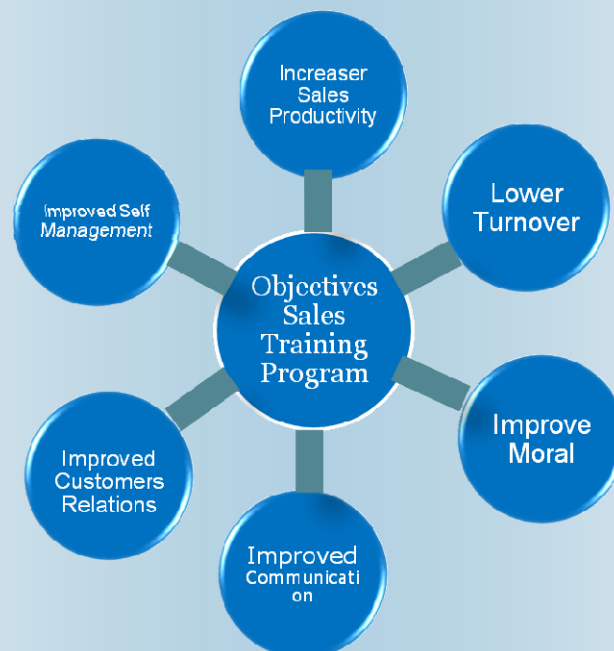 Increaser
Sales
Productivity
Lower
Turnover
Improve
Moral
Improved
Communicati
on
Improved
Customers
Relations
Improved Self
Management
Objectives
Sales
Training
Program